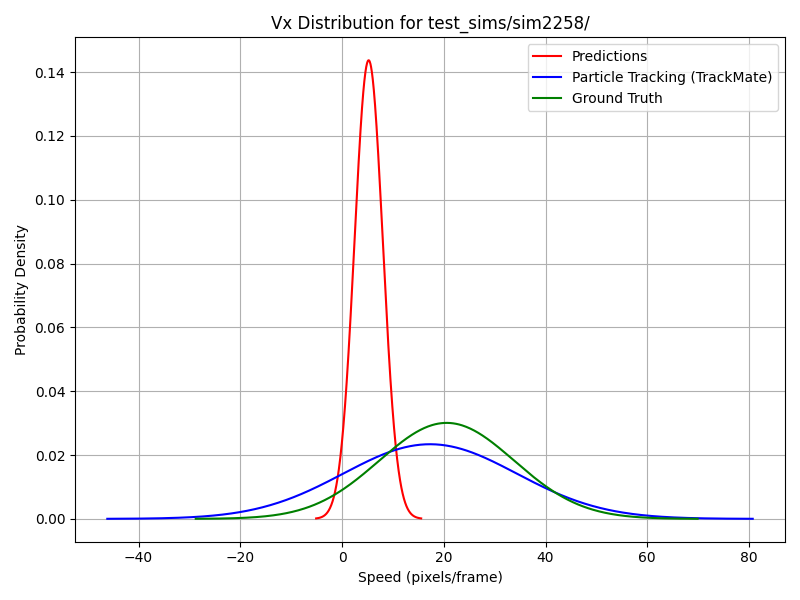 Vx Distribution for test_sims/sim2258/
Predictions
Particle Tracking (TrackMate)
Ground Truth
Probability Density
0.14
0.12
0.10
0.08
0.06
0.04
0.02
0.00
−40 −20 0 20 40 60 80
Speed (pixels/frame)